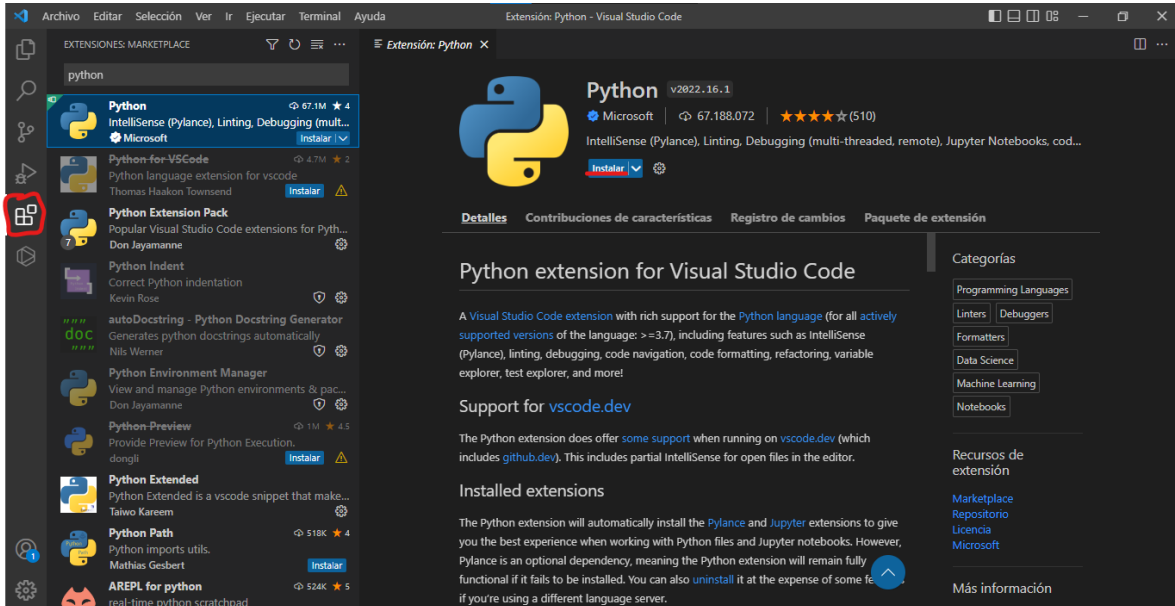 Archivo Editar Selección Ver Ir Ejecutar Terminal Ayuda
Extensión: Python - Visual Studio Code
EXTENSIONES: MARKETPLACE
python
Python 67.1M 4
IntelliSense (Pylance), Linting, Debugging (mult...
Microsoft Instalar
Python for VSCode 4.7M 2
Python language extension for vscode
Thomas Haakon Townsend Instalar
Python Extension Pack
Popular Visual Studio Code extensions for Pyth...
7 Don Jayamanne
Python Indent
Correct Python indentation
Kevin Rose
autoDocstring - Python Docstring Generator
""" doc """
Generates python docstrings automatically
Nils Werner
Python Environment Manager
View and manage Python environments & pac...
Don Jayamanne
Python Preview 1M 4.5
Provide Preview for Python Execution.
dongli Instalar
Python Extended
Python Extended is a vscode snippet that make...
Taiwo Kareem
Python Path 518K 4
Python imports utils.
Mathias Gesbert Instalar
AREPL for python 524K 5
real-time python scratchpad
1
Extensión: Python
Python v2022.16.1
Microsoft 67.188.072 (510)
IntelliSense (Pylance), Linting, Debugging (multi-threaded, remote), Jupyter Notebooks, cod...
Instalar
Detalles Contribuciones de características Registro de cambios Paquete de extensión
Python extension for Visual Studio Code
A Visual Studio Code extension with rich support for the Python language (for all actively
supported versions of the language: >=3.7), including features such as IntelliSense
(Pylance), linting, debugging, code navigation, code formatting, refactoring, variable
explorer, test explorer, and more!
Support for vscode.dev
The Python extension does offer some support when running on vscode.dev (which
includes github.dev). This includes partial IntelliSense for open files in the editor.
Installed extensions
The Python extension will automatically install the Pylance and Jupyter extensions to give
you the best experience when working with Python files and Jupyter notebooks. However,
Pylance is an optional dependency, meaning the Python extension will remain fully
functional if it fails to be installed. You can also uninstall it at the expense of some
if you're using a different language server.
Categorías
Programming Languages
Linters Debuggers
Formatters
Data Science
Machine Learning
Notebooks
Recursos de
extensión
Marketplace
Repositorio
Licencia
Microsoft
Más información